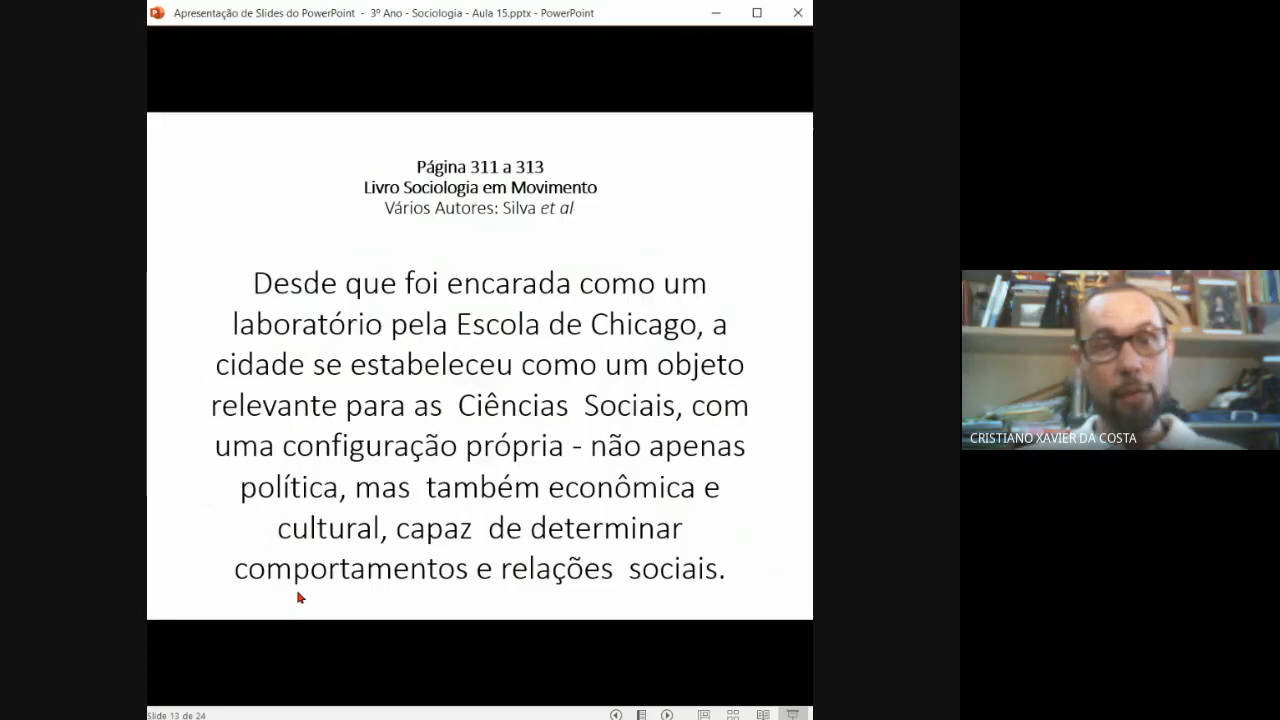 Apresentação de Slides do PowerPoint - 3º Ano - Sociologia - Aula 15.pptx - PowerPoint
Página 311 a 313
Livro Sociologia em Movimento
Vários Autores: Silva et al
Desde que foi encarada como um
laboratório pela Escola de Chicago, a
cidade se estabeleceu como um objeto
relevante para as Ciências Sociais, com
uma configuração própria - não apenas
política, mas também econômica e
cultural, capaz de determinar
comportamentos e relações sociais.
CRISTIANO XAVIER DA COSTA
Slide 13 de 24